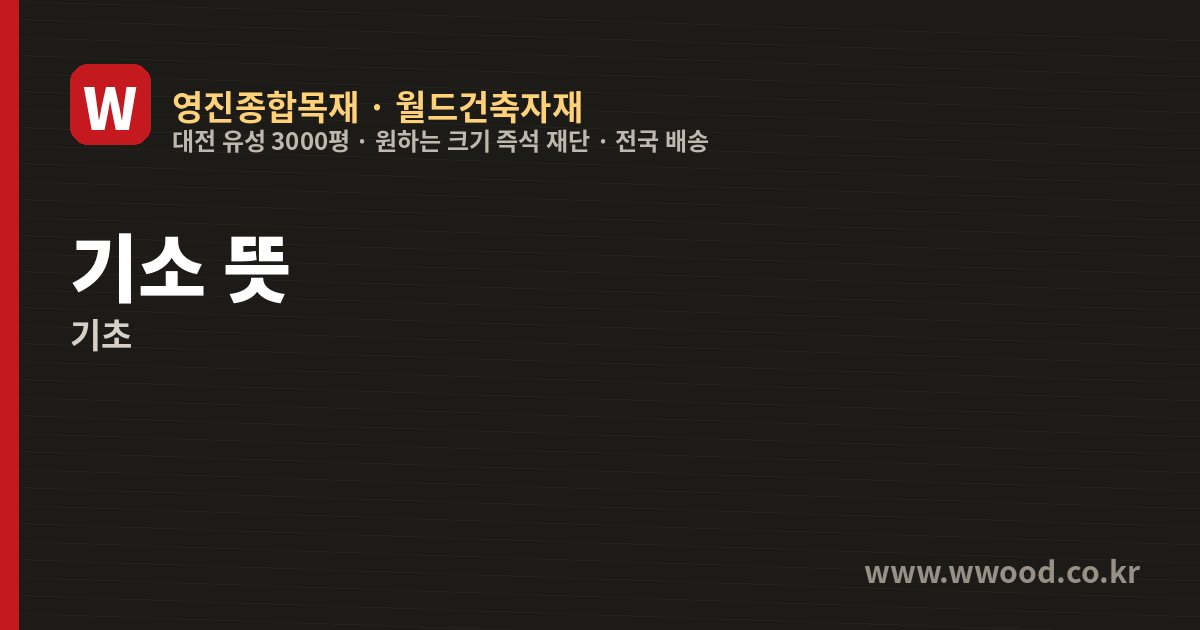 W
영진종합목재 · 월드건축자재
대전 유성 3000평 · 원하는 크기 즉석 재단 · 전국 배송
기소 뜻
기초
www.wwood.co.kr